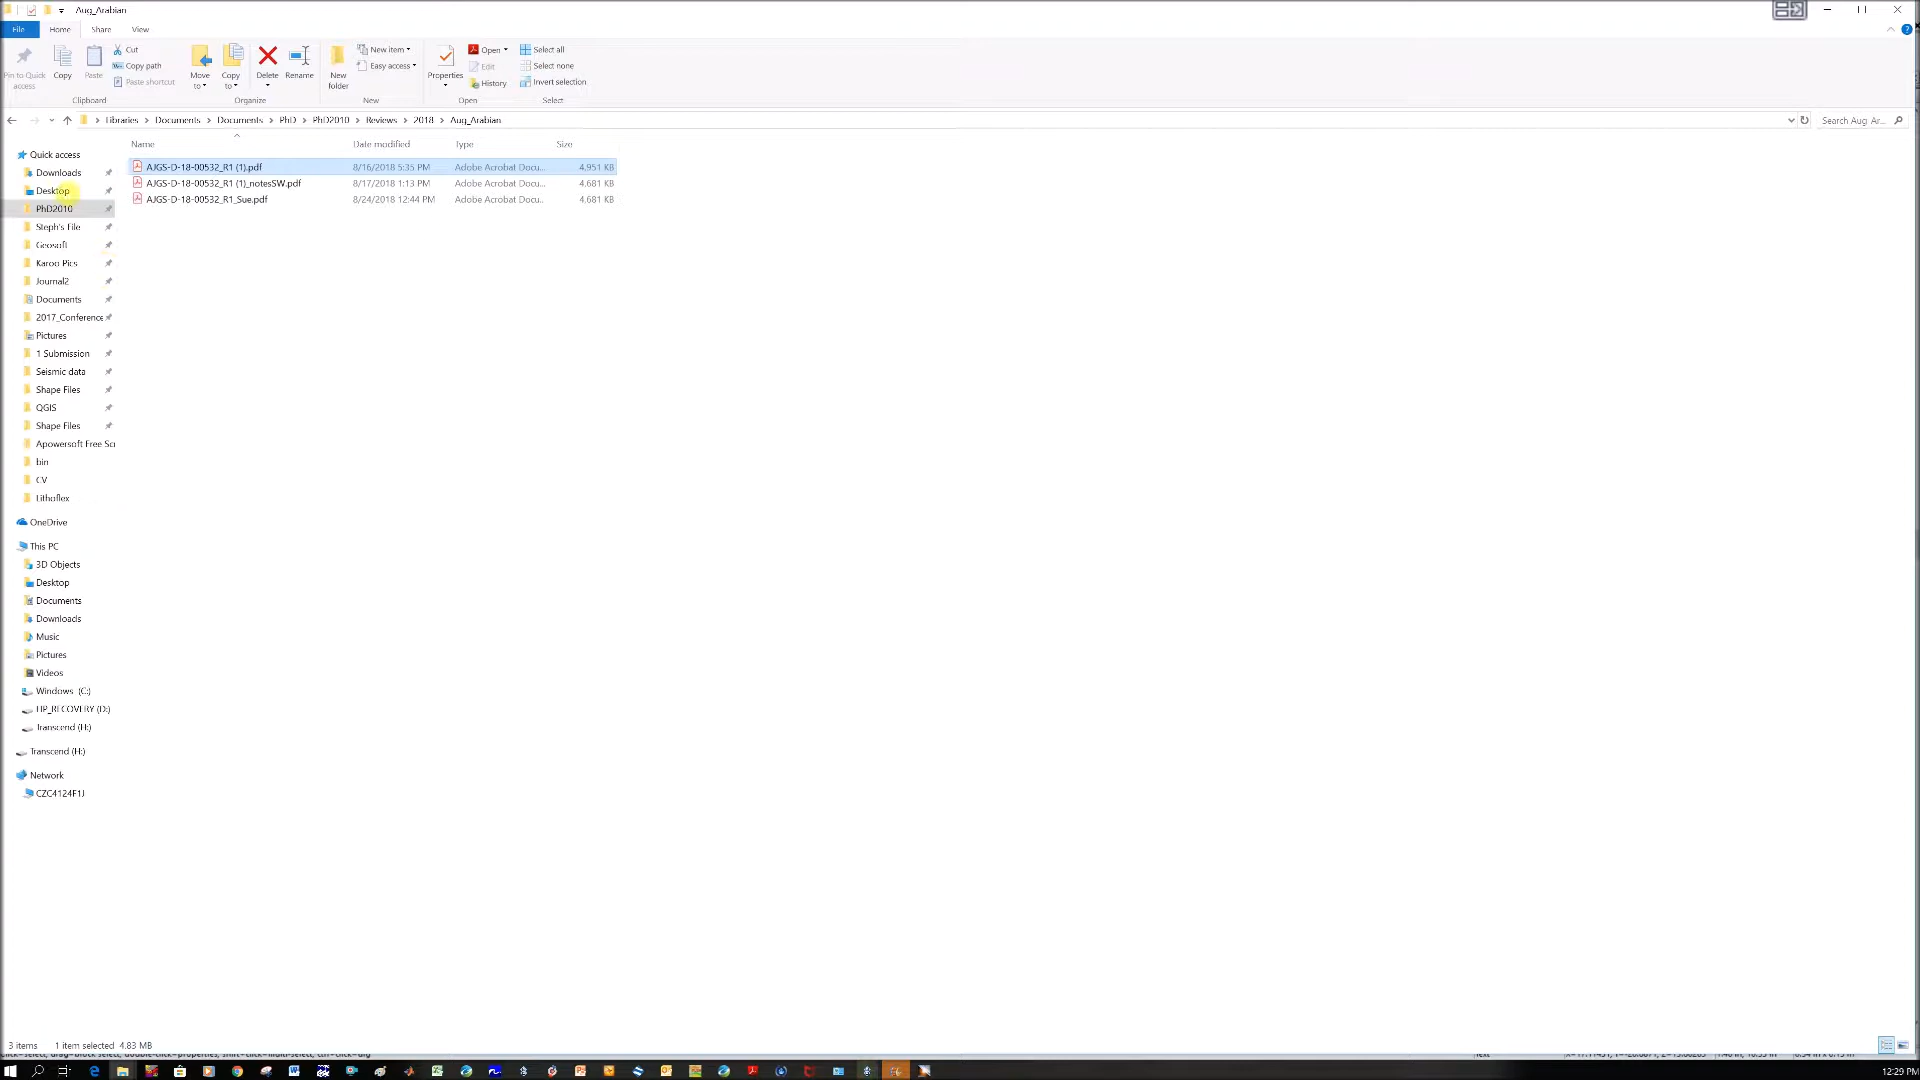 Aug_Arabian
File Home Share View
Pin to Quick access
Copy
Paste
Cut
Copy path
Paste shortcut
Clipboard
Move to
Copy to
Delete
Rename
Organize
New folder
New item
Easy access
New
Properties
Open
Edit
History
Open
Select all
Select none
Invert selection
Select
Libraries > Documents > Documents > PhD > PhD2010 > Reviews > 2018 > Aug_Arabian
Search Aug_Ar...
Name Date modified Type Size
AJGS-D-18-00532_R1 (1).pdf 8/16/2018 5:35 PM Adobe Acrobat Docu... 4,951 KB
AJGS-D-18-00532_R1 (1)_notesSW.pdf 8/17/2018 1:13 PM Adobe Acrobat Docu... 4,681 KB
AJGS-D-18-00532_R1_Sue.pdf 8/24/2018 12:44 PM Adobe Acrobat Docu... 4,681 KB
Quick access
Downloads
Desktop
PhD2010
Steph's File
Geosoft
Karoo Pics
Journal2
Documents
2017_Conference
Pictures
1 Submission
Seismic data
Shape Files
QGIS
Shape Files
Apowersoft Free Scr
bin
CV
Lithoflex
OneDrive
This PC
3D Objects
Desktop
Documents
Downloads
Music
Pictures
Videos
Windows (C:)
HP_RECOVERY (D:)
Transcend (H:)
Transcend (H:)
Network
CZC4124F1J
3 items 1 item selected 4.83 MB
12:29 PM